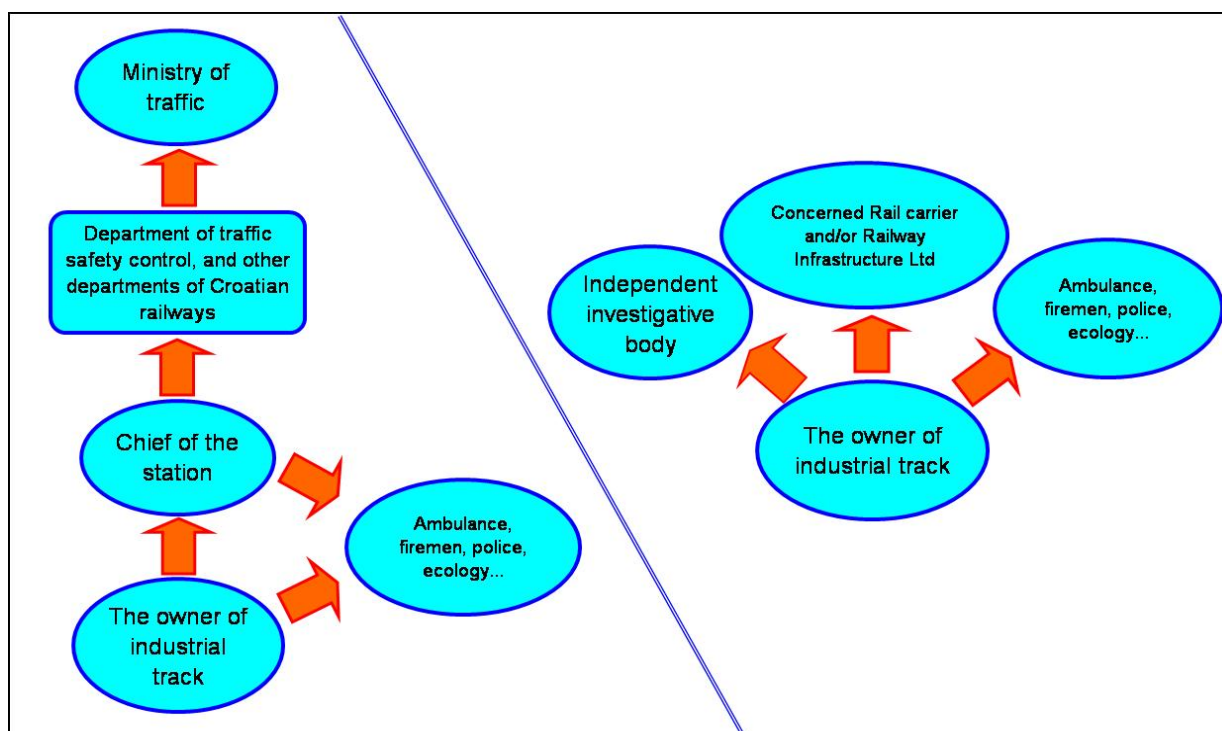 Ministry of
traffic
Department of traffic
safety control, and other
departments of Croatian
railways
Chief of the
station
Ambulance,
firemen, police,
ecology...
The owner of
industrial
track
Concerned Rail carrier
and/or Railway
Infrastructure Ltd
Independent
investigative
body
Ambulance,
firemen, police,
ecology...
The owner of
industrial track